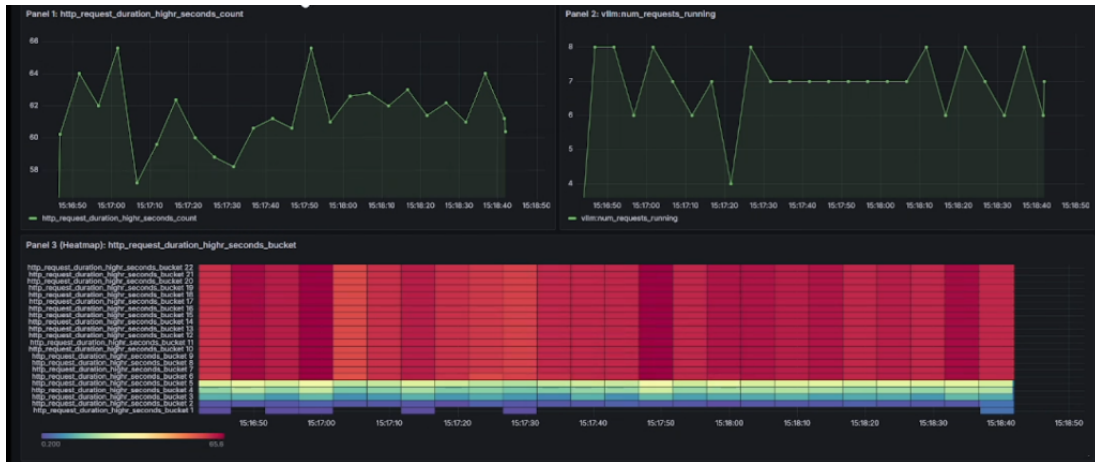 Panel 1: http_request_duration_highr_seconds_count
66
64
62
60
58
15:16:50 15:17:00 15:17:10 15:17:20 15:17:30 15:17:40 15:17:50 15:18:00 15:18:10 15:18:20 15:18:30 15:18:40 15:18:50
http_request_duration_highr_seconds_count
Panel 2: vllm:num_requests_running
8
7
6
5
4
15:16:50 15:17:00 15:17:10 15:17:20 15:17:30 15:17:40 15:17:50 15:18:00 15:18:10 15:18:20 15:18:30 15:18:40 15:18:50
vllm:num_requests_running
Panel 3 (Heatmap): http_request_duration_highr_seconds_bucket
http_request_duration_highr_seconds_bucket 22
http_request_duration_highr_seconds_bucket 21
http_request_duration_highr_seconds_bucket 20
http_request_duration_highr_seconds_bucket 19
http_request_duration_highr_seconds_bucket 18
http_request_duration_highr_seconds_bucket 17
http_request_duration_highr_seconds_bucket 16
http_request_duration_highr_seconds_bucket 15
http_request_duration_highr_seconds_bucket 14
http_request_duration_highr_seconds_bucket 13
http_request_duration_highr_seconds_bucket 12
http_request_duration_highr_seconds_bucket 11
http_request_duration_highr_seconds_bucket 10
http_request_duration_highr_seconds_bucket 9
http_request_duration_highr_seconds_bucket 8
http_request_duration_highr_seconds_bucket 7
http_request_duration_highr_seconds_bucket 6
http_request_duration_highr_seconds_bucket 5
http_request_duration_highr_seconds_bucket 4
http_request_duration_highr_seconds_bucket 3
http_request_duration_highr_seconds_bucket 2
http_request_duration_highr_seconds_bucket 1
15:16:50 15:17:00 15:17:10 15:17:20 15:17:30 15:17:40 15:17:50 15:18:00 15:18:10 15:18:20 15:18:30 15:18:40 15:18:50
0.200 65.6